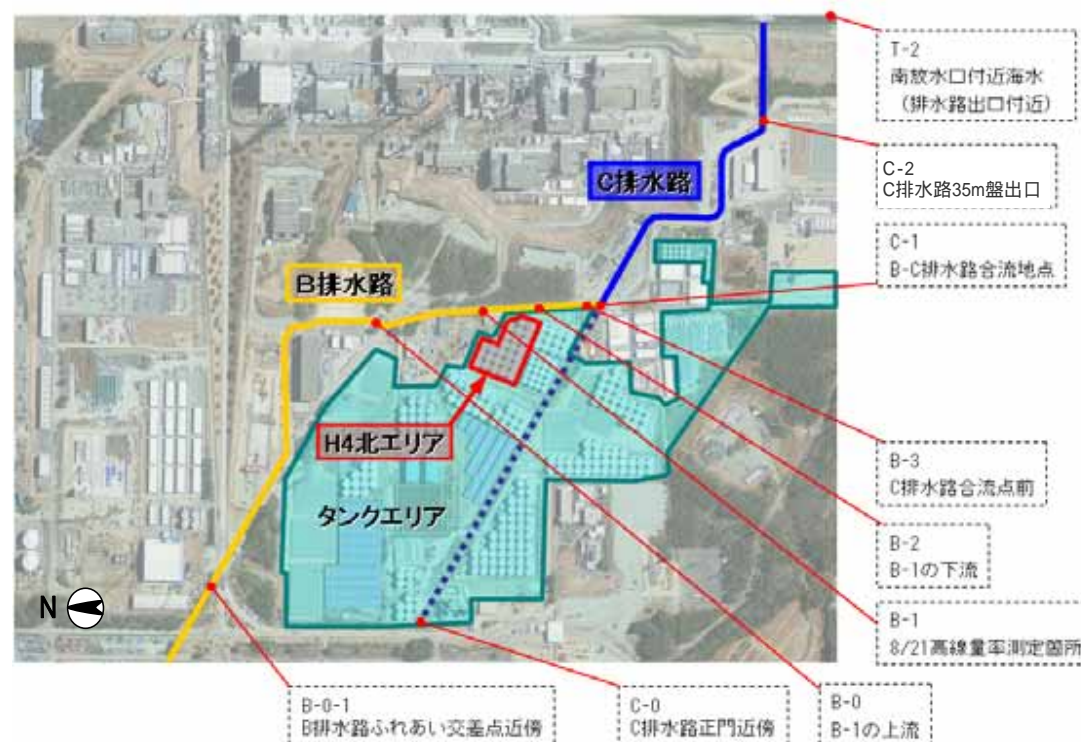 T-2
南放水口付近海水
（排水路出口付近）
C排水路
C-2
C排水路35m盤出口
C-1
B-C排水路合流地点
B排水路
H4北エリア
タンクエリア
B-3
C排水路合流点前
B-2
B-1の下流
N
B-1
8/21高線量率測定箇所
B-0-1
B排水路ふれあい交差点近傍
C-0
C排水路正門近傍
B-0
B-1の上流